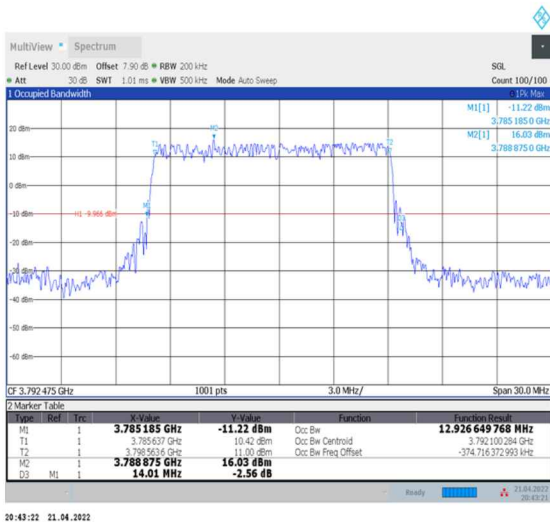 MultiView Spectrum
Ref Level 30.00 dBm Offset 7.90 dB RBW 200 kHz SGL
Att 30 dB SWT 1.01 ms VBW 500 kHz Mode Auto Sweep Count 100/100
1 Occupied Bandwidth 1Pk Max
M1[1] -11.22 dBm
3.785 185 0 GHz
M2[1] 16.03 dBm
3.788 875 0 GHz
M2
20 dBm
T1
T2
10 dBm
0 dBm
M1
-10 dBm H1 -9.968 dBm
D3
-20 dBm
-30 dBm
-40 dBm
-50 dBm
-60 dBm
CF 3.792 475 GHz 1001 pts 3.0 MHz/ Span 30.0 MHz
2 Marker Table
Type Ref Trc X-Value Y-Value Function Function Result
M1 1 3.785 185 GHz -11.22 dBm Occ Bw 12.926 649 768 MHz
T1 1 3.785 637 GHz 10.42 dBm Occ Bw Centroid 3.792 100 284 GHz
T2 1 3.798 563 6 GHz 11.00 dBm Occ Bw Freq Offset -374.716 372 993 kHz
M2 1 3.788 875 GHz 16.03 dBm
D3 M1 1 14.01 MHz -2.56 dB
Ready 21.04.2022
20:43:21
20:43:22 21.04.2022